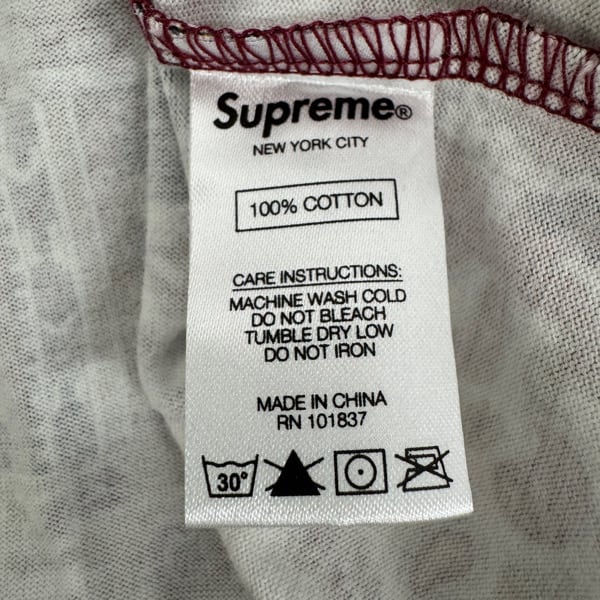 Supreme®
NEW YORK CITY
100% COTTON
CARE INSTRUCTIONS:
MACHINE WASH COLD
DO NOT BLEACH
TUMBLE DRY LOW
DO NOT IRON
MADE IN CHINA
RN 101837
30°